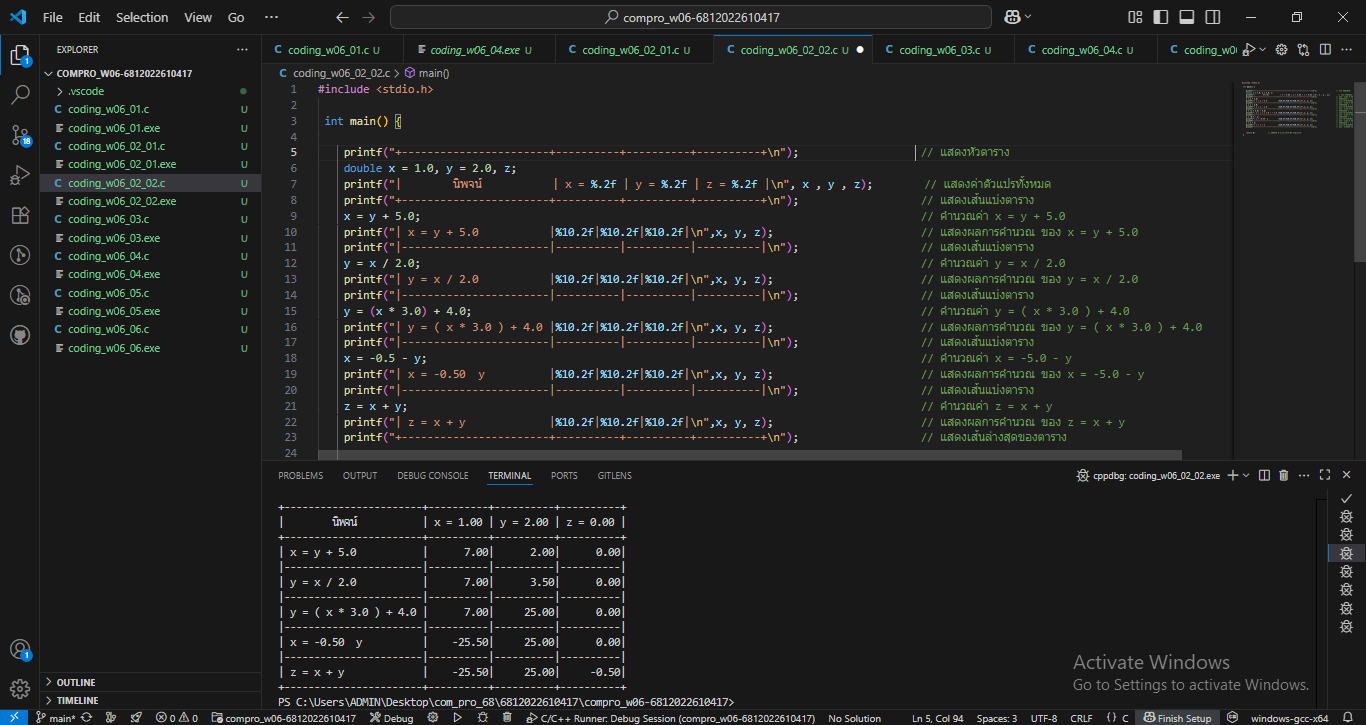 File Edit Selection View Go ··· compro_w06-6812022610417
EXPLORER ···
COMPRO_W06-6812022610417
.vscode
C coding_w06_01.c U
coding_w06_01.exe U
C coding_w06_02_01.c U
coding_w06_02_01.exe U
C coding_w06_02_02.c U
coding_w06_02_02.exe U
C coding_w06_03.c U
coding_w06_03.exe U
C coding_w06_04.c U
coding_w06_04.exe U
C coding_w06_05.c U
coding_w06_05.exe U
C coding_w06_06.c U
coding_w06_06.exe U
OUTLINE
TIMELINE
1
18
1
C coding_w06_01.c U coding_w06_04.exe U C coding_w06_02_01.c U C coding_w06_02_02.c U ● C coding_w06_03.c U C coding_w06_04.c U C coding_w0
C coding_w06_02_02.c > main()
1 #include <stdio.h>
2
3 int main() {
4
5 printf("+-----------------------+----------+----------+----------+\n"); // แสดงหัวตาราง
6 double x = 1.0, y = 2.0, z;
7 printf("| นิพจน์ | x = %.2f | y = %.2f | z = %.2f |\n", x , y , z); // แสดงค่าตัวแปรทั้งหมด
8 printf("+-----------------------+----------+----------+----------+\n"); // แสดงเส้นแบ่งตาราง
9 x = y + 5.0; // คำนวณค่า x = y + 5.0
10 printf("| x = y + 5.0 |%10.2f|%10.2f|%10.2f|\n",x, y, z); // แสดงผลการคำนวณ ของ x = y + 5.0
11 printf("|-----------------------|----------|----------|----------|\n"); // แสดงเส้นแบ่งตาราง
12 y = x / 2.0; // คำนวณค่า y = x / 2.0
13 printf("| y = x / 2.0 |%10.2f|%10.2f|%10.2f|\n",x, y, z); // แสดงผลการคำนวณ ของ y = x / 2.0
14 printf("|-----------------------|----------|----------|----------|\n"); // แสดงเส้นแบ่งตาราง
15 y = (x * 3.0) + 4.0; // คำนวณค่า y = ( x * 3.0 ) + 4.0
16 printf("| y = ( x * 3.0 ) + 4.0 |%10.2f|%10.2f|%10.2f|\n",x, y, z); // แสดงผลการคำนวณ ของ y = ( x * 3.0 ) + 4.0
17 printf("|-----------------------|----------|----------|----------|\n"); // แสดงเส้นแบ่งตาราง
18 x = -0.5 - y; // คำนวณค่า x = -5.0 - y
19 printf("| x = -0.50  y |%10.2f|%10.2f|%10.2f|\n",x, y, z); // แสดงผลการคำนวณ ของ x = -5.0 - y
20 printf("|-----------------------|----------|----------|----------|\n"); // แสดงเส้นแบ่งตาราง
21 z = x + y; // คำนวณค่า z = x + y
22 printf("| z = x + y |%10.2f|%10.2f|%10.2f|\n",x, y, z); // แสดงผลการคำนวณ ของ z = x + y
23 printf("+-----------------------+----------+----------+----------+\n"); // แสดงเส้นล่างสุดของตาราง
24
PROBLEMS OUTPUT DEBUG CONSOLE TERMINAL PORTS GITLENS cppdbg: coding_w06_02_02.exe
+-----------------------+----------+----------+----------+
| นิพจน์ | x = 1.00 | y = 2.00 | z = 0.00 |
+-----------------------+----------+----------+----------+
| x = y + 5.0 | 7.00| 2.00| 0.00|
|-----------------------|----------|----------|----------|
| y = x / 2.0 | 7.00| 3.50| 0.00|
|-----------------------|----------|----------|----------|
| y = ( x * 3.0 ) + 4.0 | 7.00| 25.00| 0.00|
|-----------------------|----------|----------|----------|
| x = -0.50  y | -25.50| 25.00| 0.00|
|-----------------------|----------|----------|----------|
| z = x + y | -25.50| 25.00| -0.50|
+-----------------------+----------+----------+----------+
PS C:\Users\ADMIN\Desktop\com_pro_68\6812022610417\compro_w06-6812022610417>
Activate Windows
Go to Settings to activate Windows.
main* 0 0 compro_w06-6812022610417 Debug C/C++ Runner: Debug Session (cppdbg) No Solution Ln 5, Col 94 Spaces: 3 UTF-8 CRLF {} C Finish Setup windows-gcc-x64